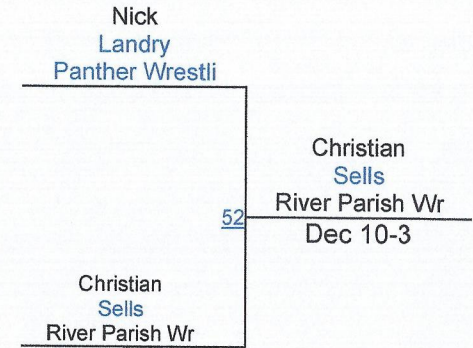 Nick
Landry
Panther Wrestli
Christian
Sells
River Parish Wr
52
Dec 10-3
Christian
Sells
River Parish Wr